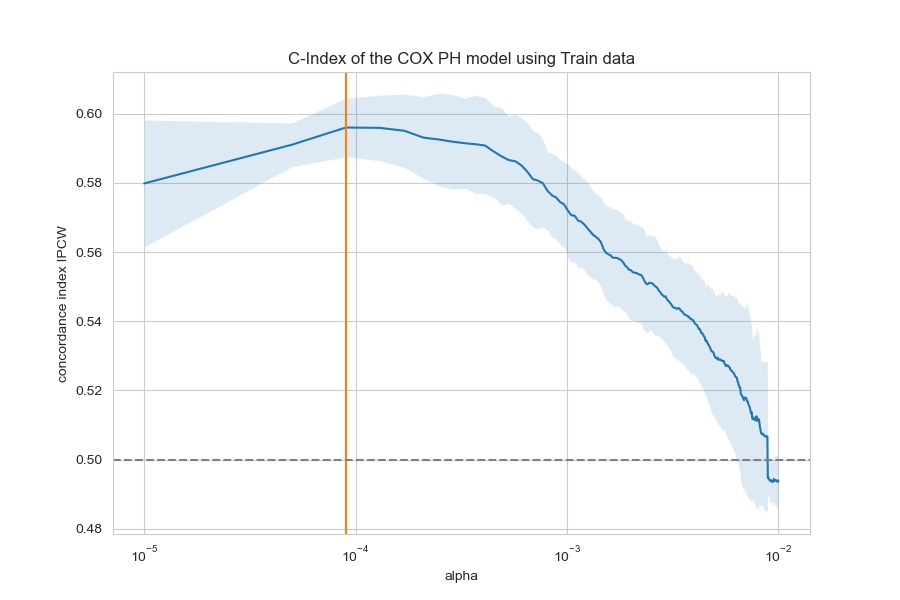 C-Index of the COX PH model using Train data
concordance index IPCW
0.60
0.58
0.56
0.54
0.52
0.50
0.48
10⁻⁵ 10⁻⁴ 10⁻³ 10⁻²
alpha